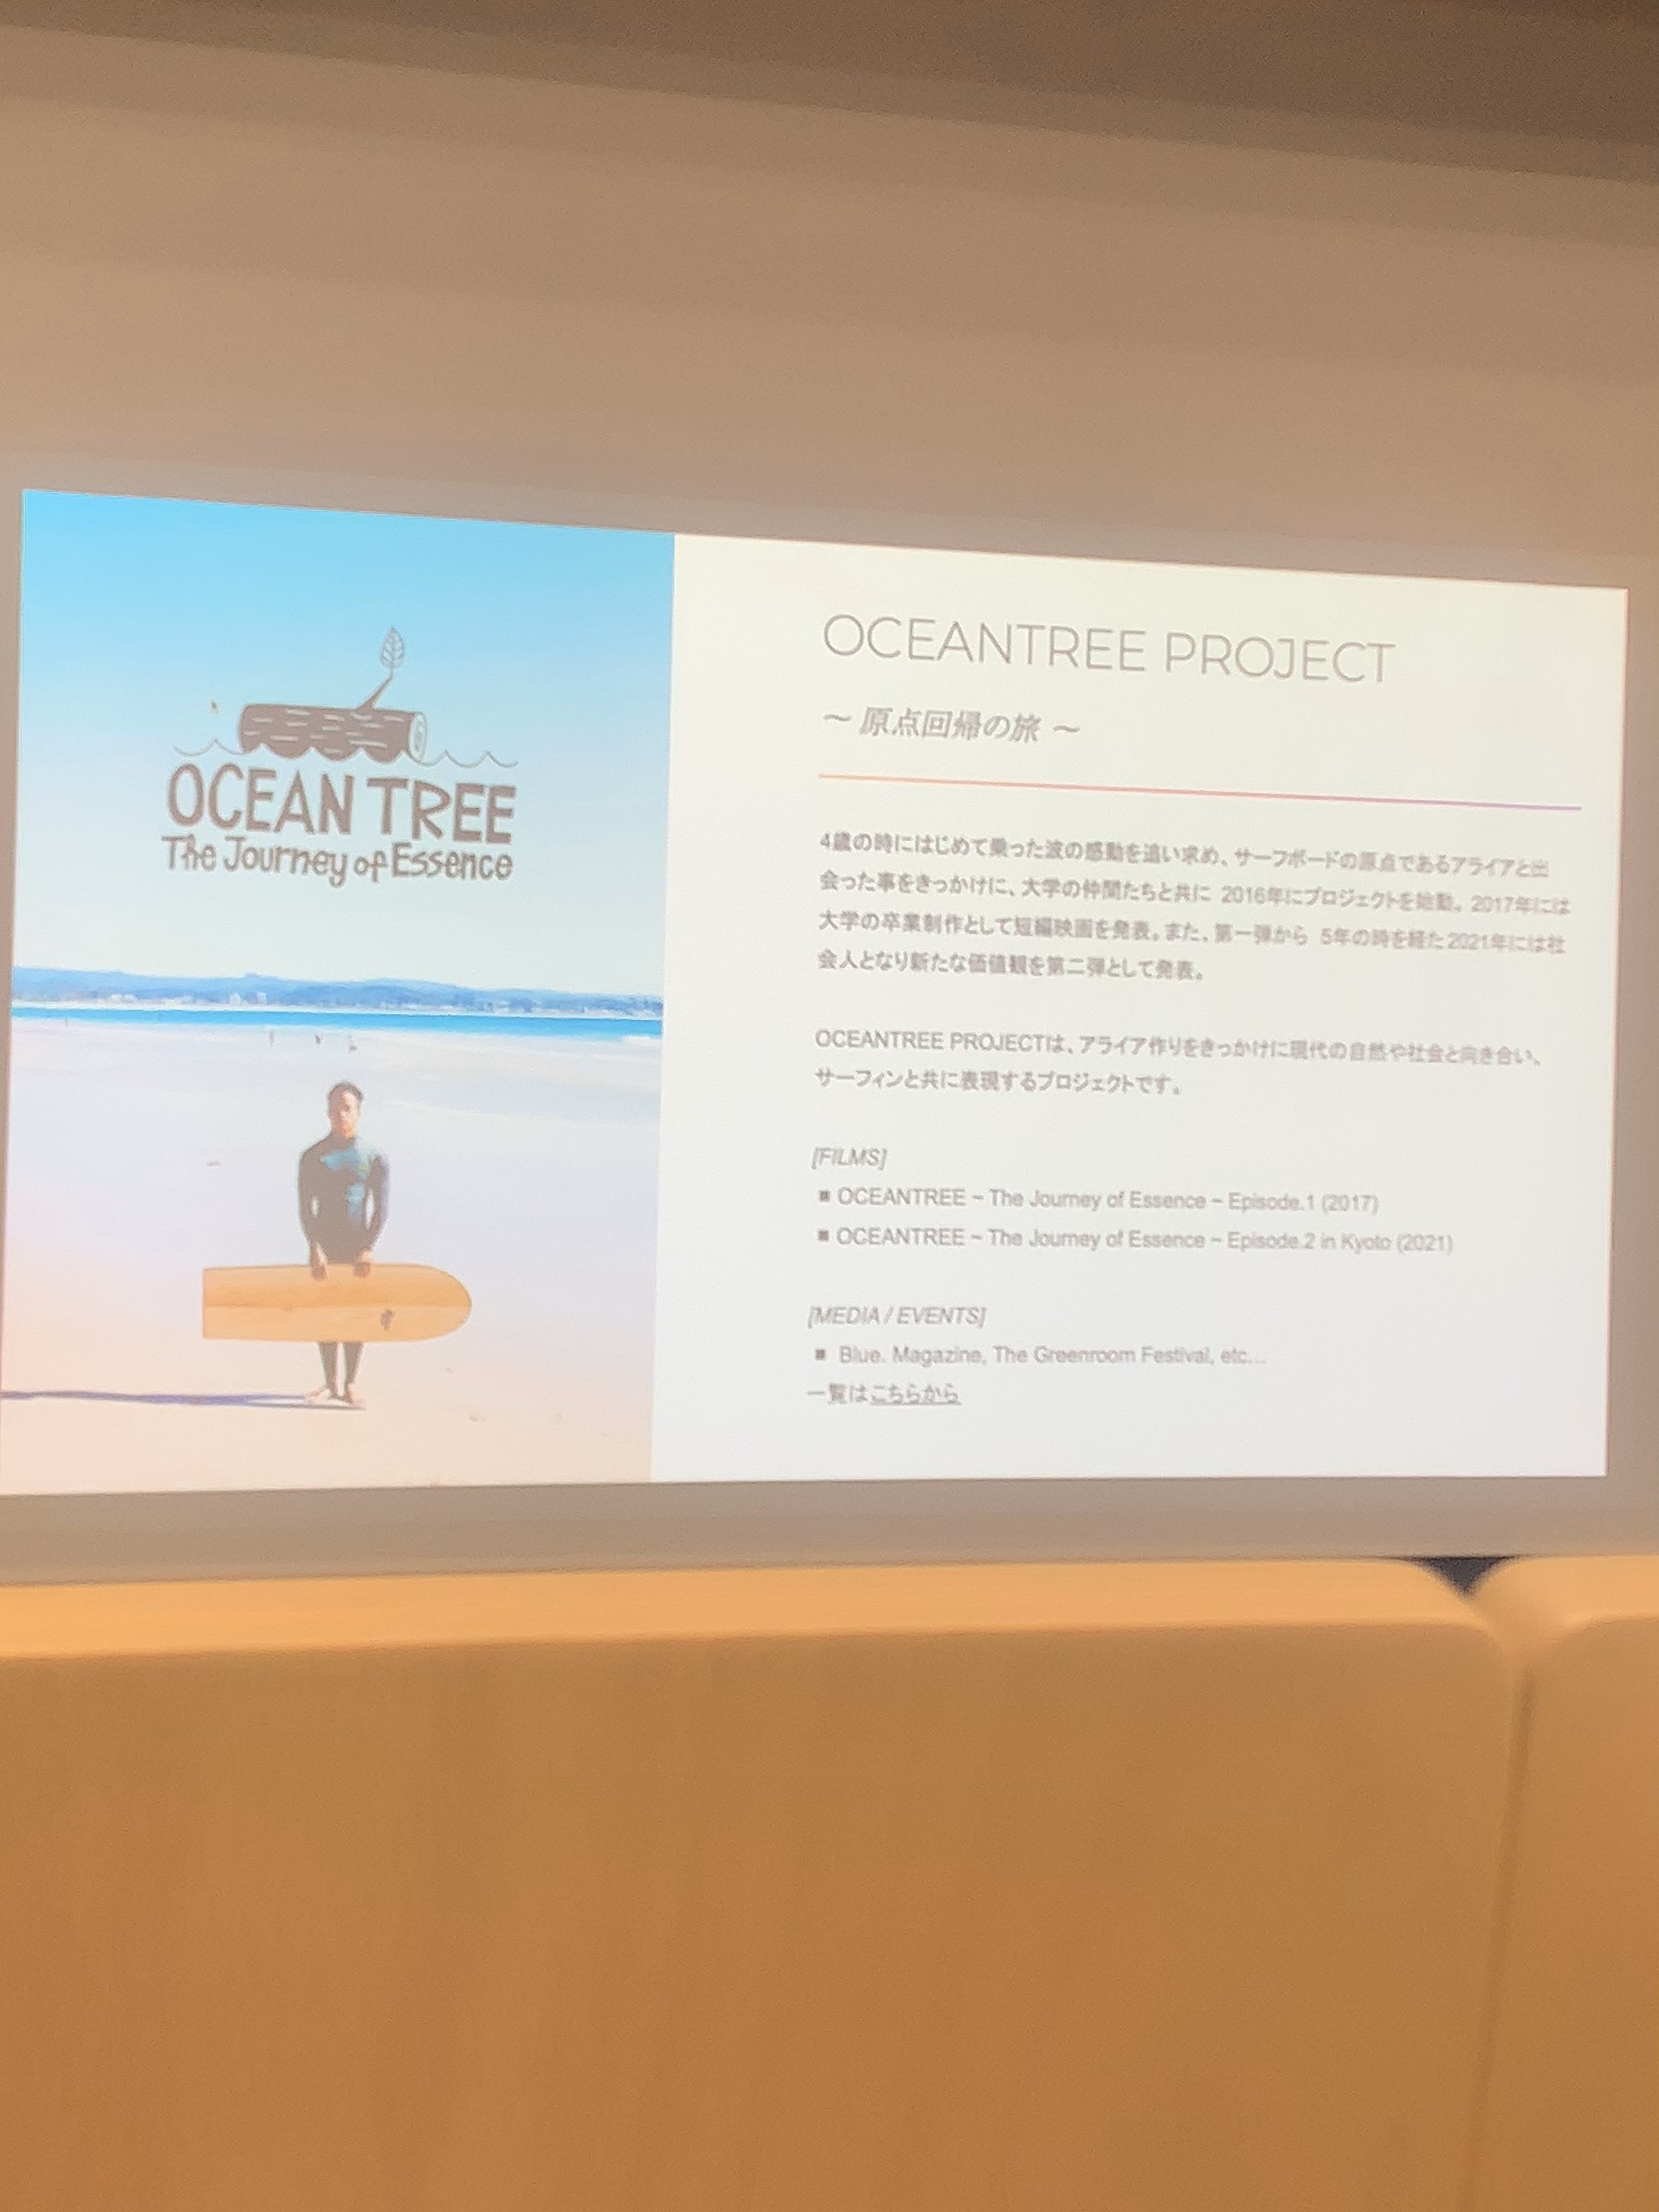 OCEAN TREE
The Journey of Essence
OCEANTREE PROJECT
～ 原点回帰の旅 ～
4歳の時にはじめて乗った波の感動を追い求め、サーフボードの原点であるアライアと出
会った事をきっかけに、大学の仲間たちと共に 2016年にプロジェクトを始動。2017年には
大学の卒業制作として短編映画を発表。また、第一弾から 5年の時を経た2021年には社
会人となり新たな価値観を第二弾として発表。
OCEANTREE PROJECTは、アライア作りをきっかけに現代の自然や社会と向き合い、
サーフィンと共に表現するプロジェクトです。
[FILMS]
■ OCEANTREE ~ The Journey of Essence ~ Episode.1 (2017)
■ OCEANTREE ~ The Journey of Essence ~ Episode.2 in Kyoto (2021)
[MEDIA / EVENTS]
■ Blue. Magazine, The Greenroom Festival, etc...
一覧はこちらから